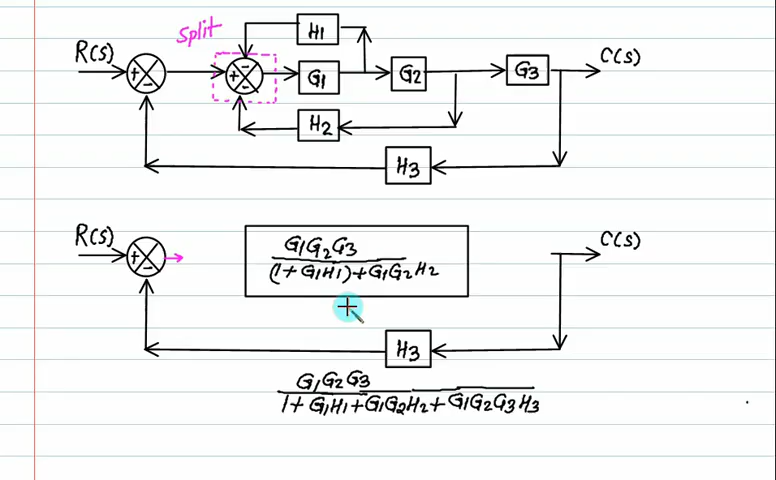 split
H1
R(s) + - + - - G1 G2 G3 C(s)
H2
H3
R(s) + - G1G2G3 C(s)
(1+G1H1)+G1G2H2
H3
G1G2G3
1+G1H1+G1G2H2+G1G2G3H3